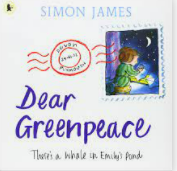 SIMON JAMES
Dear
Greenpeace
There's a Whale in Emily's Pond